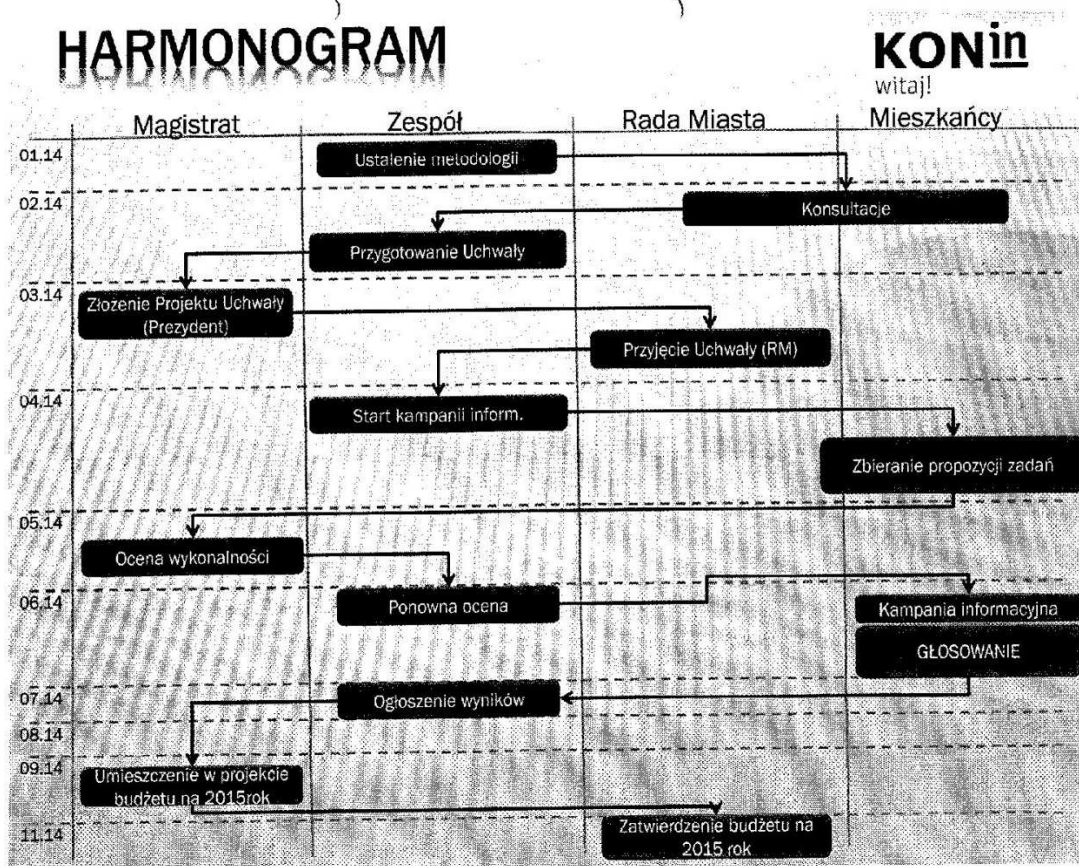 HARMONOGRAM
KONin
witaj!
Magistrat
Zespół
Rada Miasta
Mieszkańcy
01.14
Ustalenie metodologii
02.14
Konsultacje
Przygotowanie Uchwały
03.14
Złożenie Projektu Uchwały
(Prezydent)
Przyjęcie Uchwały (RM)
04.14
Start kampanii inform.
Zbieranie propozycji zadań
05.14
Ocena wykonalności
06.14
Ponowna ocena
Kampania informacyjna
GŁOSOWANIE
07.14
Ogłoszenie wyników
08.14
09.14
Umieszczenie w projekcie
budżetu na 2015rok
11.14
Zatwierdzenie budżetu na
2015 rok